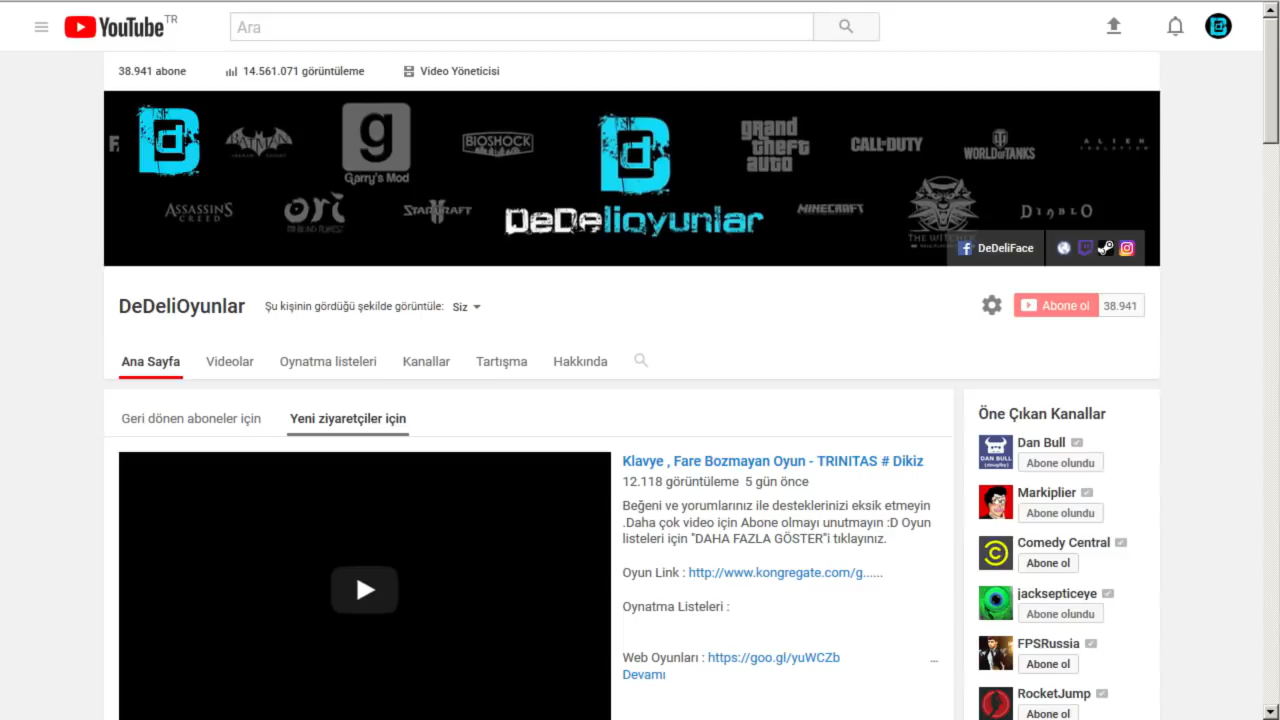 YouTube TR
Ara
38.941 abone
14.561.071 görüntüleme
Video Yöneticisi
BATMAN
g
Garry's Mod
BIOSHOCK
grand
theft
auto
CALL·DUTY
WORLD OF TANKS
ALIEN
ISOLATION
ASSASSINS
CREED
ori
STARCRAFT
DeDelioyunlar
MINECRAFT
THE WITCHER
DIABLO
DeDeliFace
DeDeliOyunlar
Şu kişinin gördüğü şekilde görüntüle: Siz
Abone ol 38.941
Ana Sayfa
Videolar
Oynatma listeleri
Kanallar
Tartışma
Hakkında
Geri dönen aboneler için
Yeni ziyaretçiler için
Klavye , Fare Bozmayan Oyun - TRINITAS # Dikiz
12.118 görüntüleme 5 gün önce
Beğeni ve yorumlarınız ile desteklerinizi eksik etmeyin
.Daha çok video için Abone olmayı unutmayın :D Oyun
listeleri için "DAHA FAZLA GÖSTER"i tıklayınız.
Oyun Link : http://www.kongregate.com/g......
Oynatma Listeleri :
Web Oyunları : https://goo.gl/yuWCZb ...
Devamı
Öne Çıkan Kanallar
DAN BULL
Dan Bull
Abone olundu
Markiplier
Abone olundu
Comedy Central
Abone ol
jacksepticeye
Abone olundu
FPSRussia
Abone ol
RocketJump
Abone ol